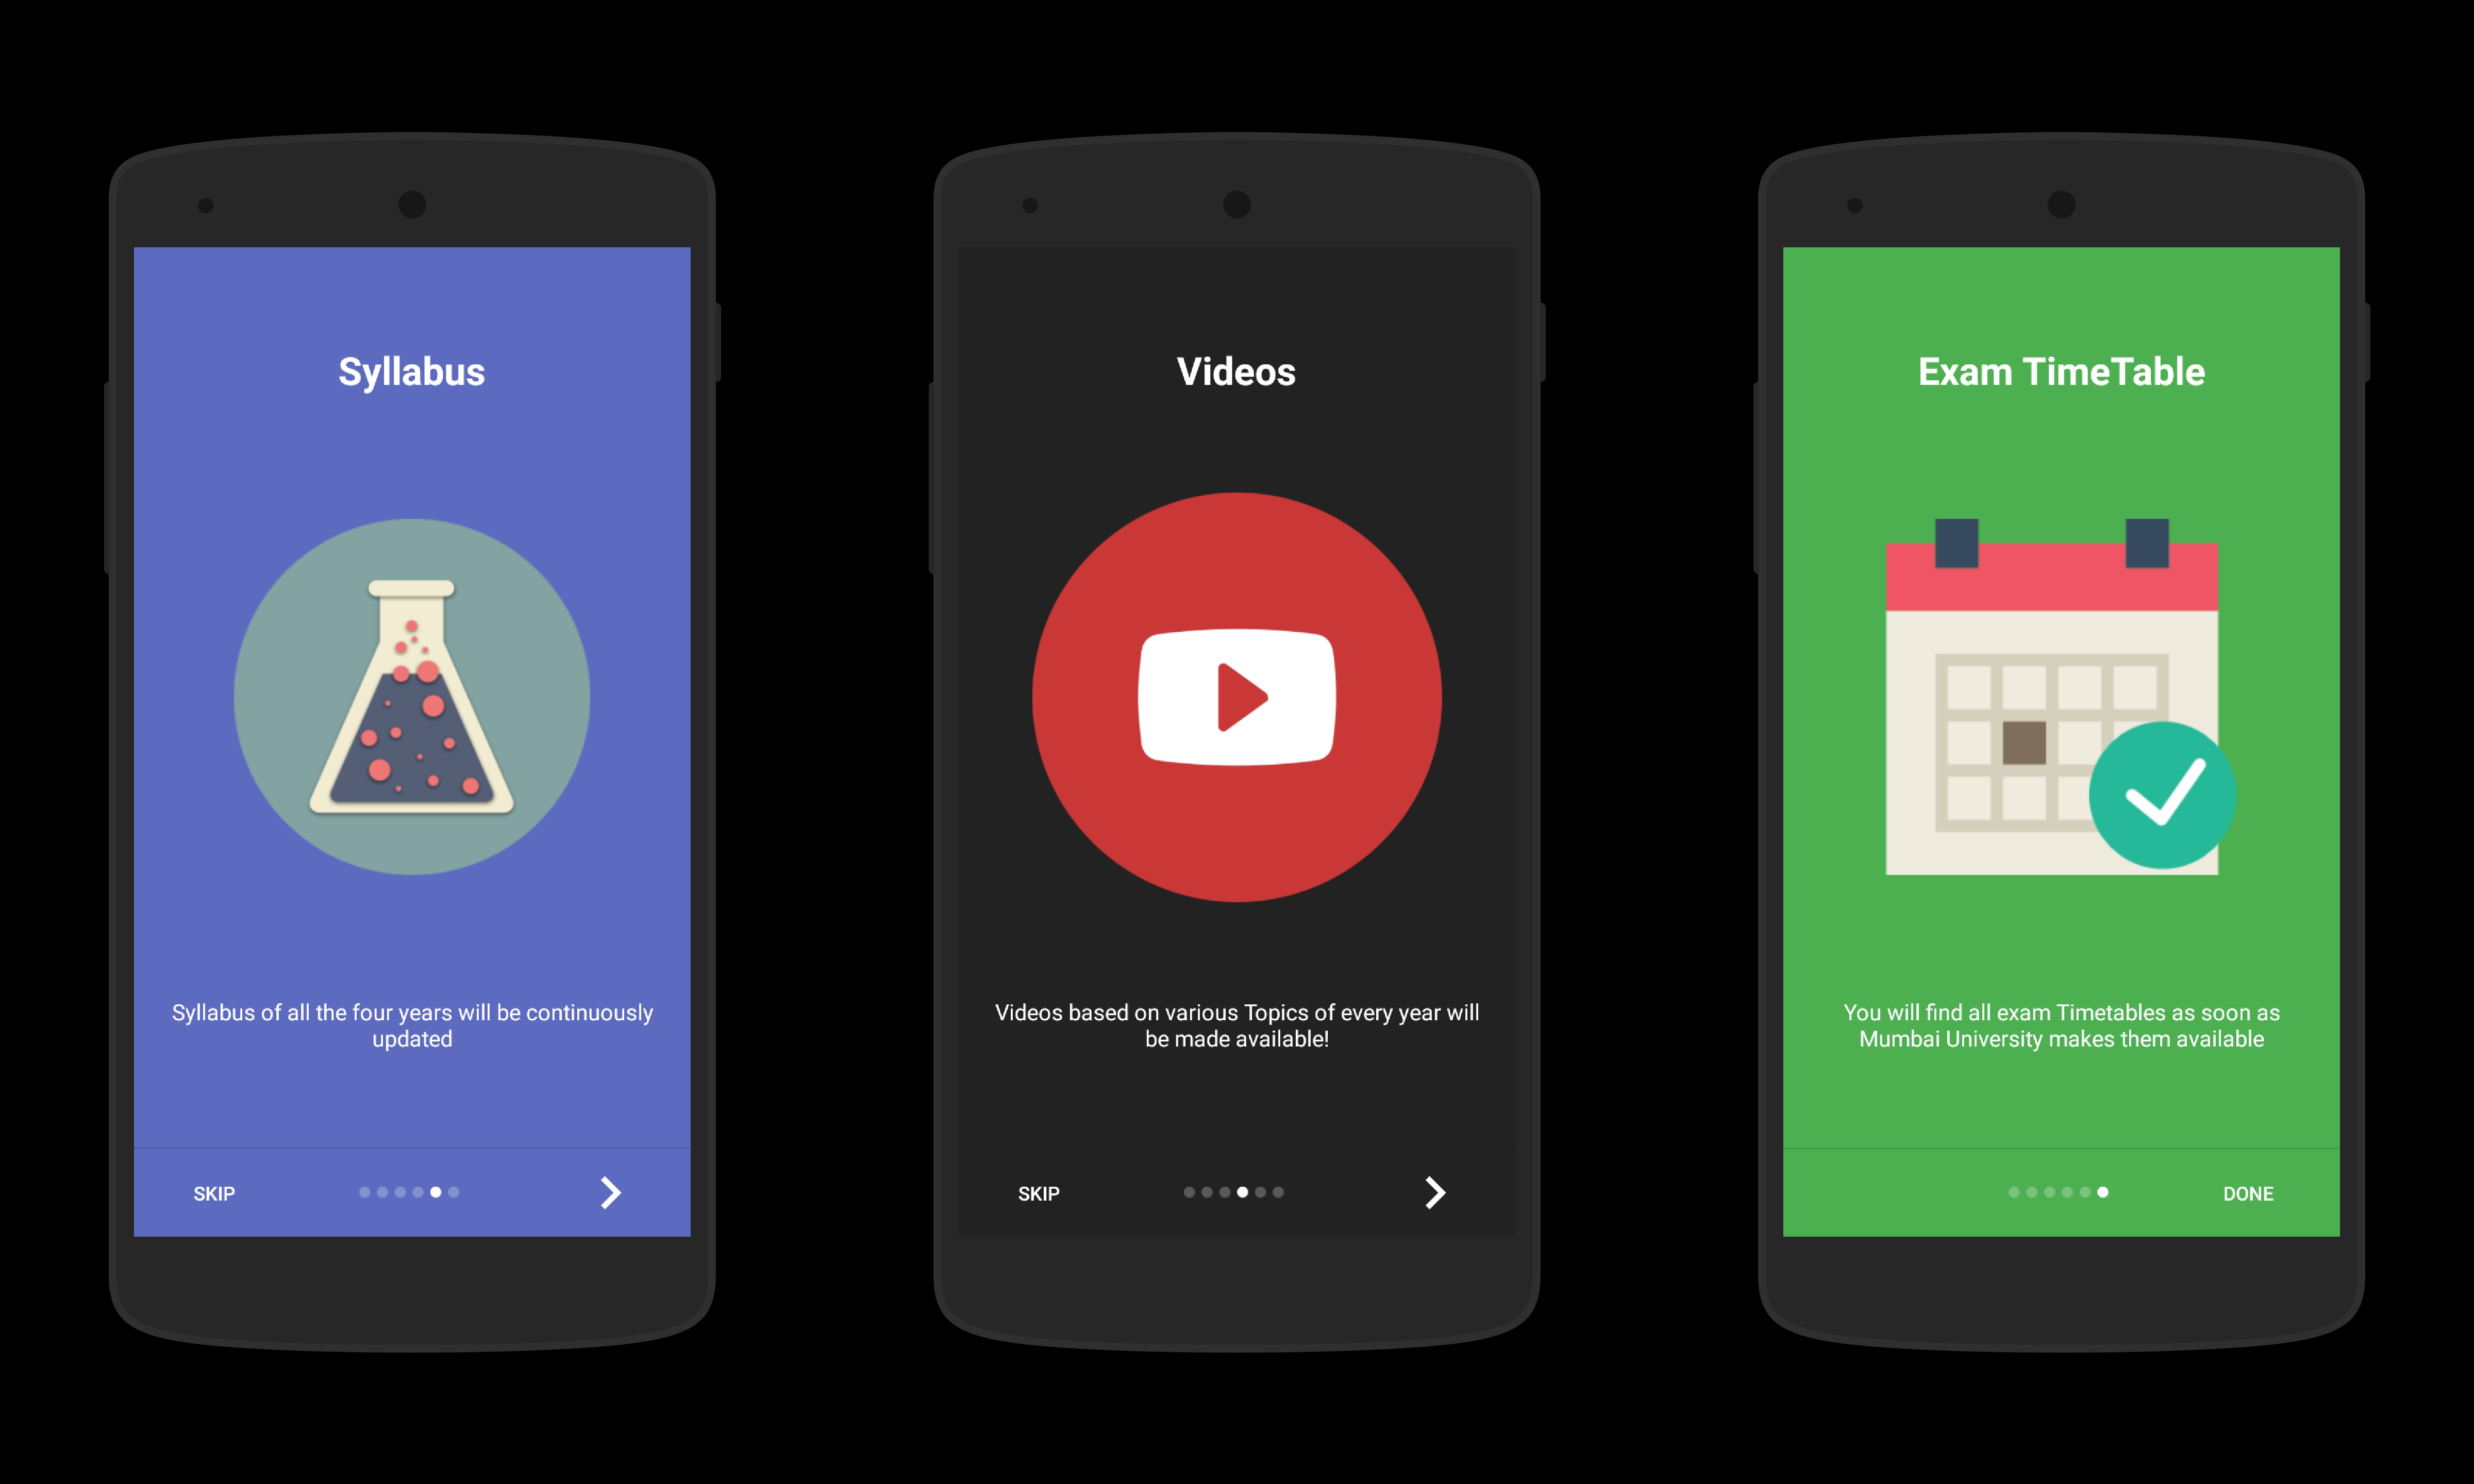 Syllabus
Syllabus of all the four years will be continuously
updated
SKIP
Videos
Videos based on various Topics of every year will
be made available!
SKIP
Exam TimeTable
You will find all exam Timetables as soon as
Mumbai University makes them available
DONE